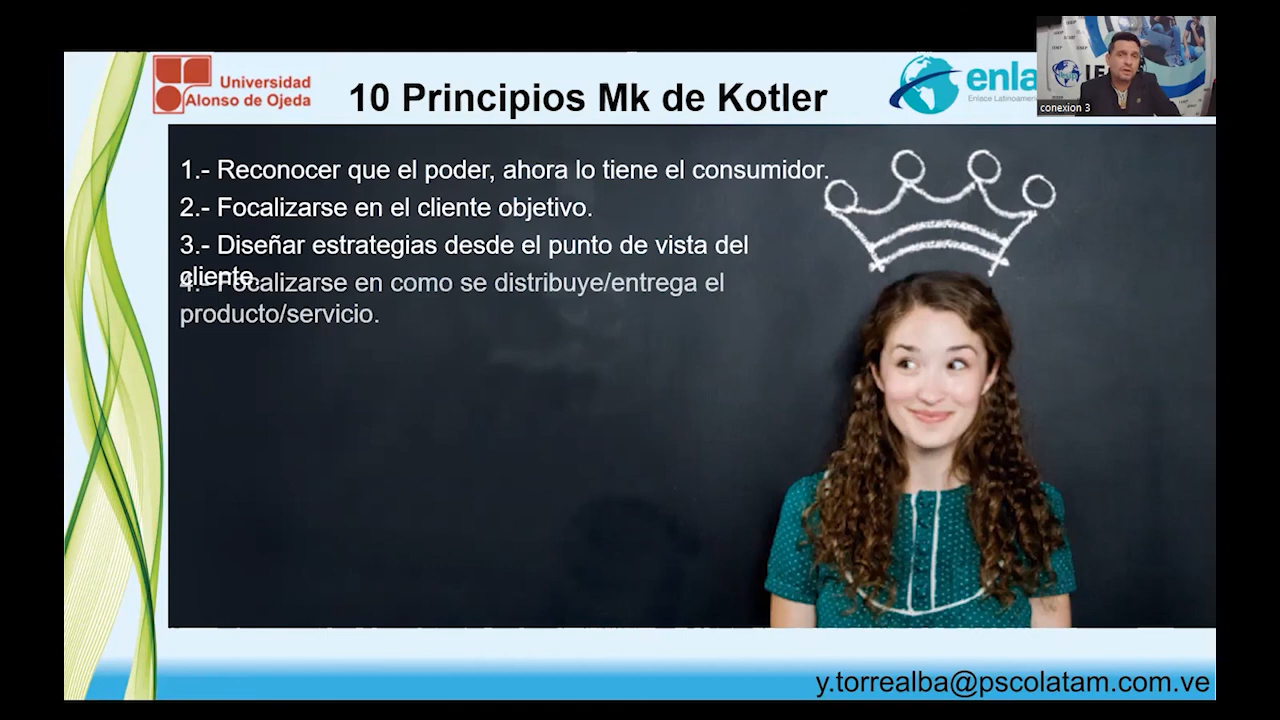 Universidad
Alonso de Ojeda
10 Principios Mk de Kotler
enla
Enlace Latinoamer
conexion 3
1.- Reconocer que el poder, ahora lo tiene el consumidor.
2.- Focalizarse en el cliente objetivo.
3.- Diseñar estrategias desde el punto de vista del
cliente.
4.- Focalizarse en como se distribuye/entrega el
producto/servicio.
y.torrealba@pscolatam.com.ve